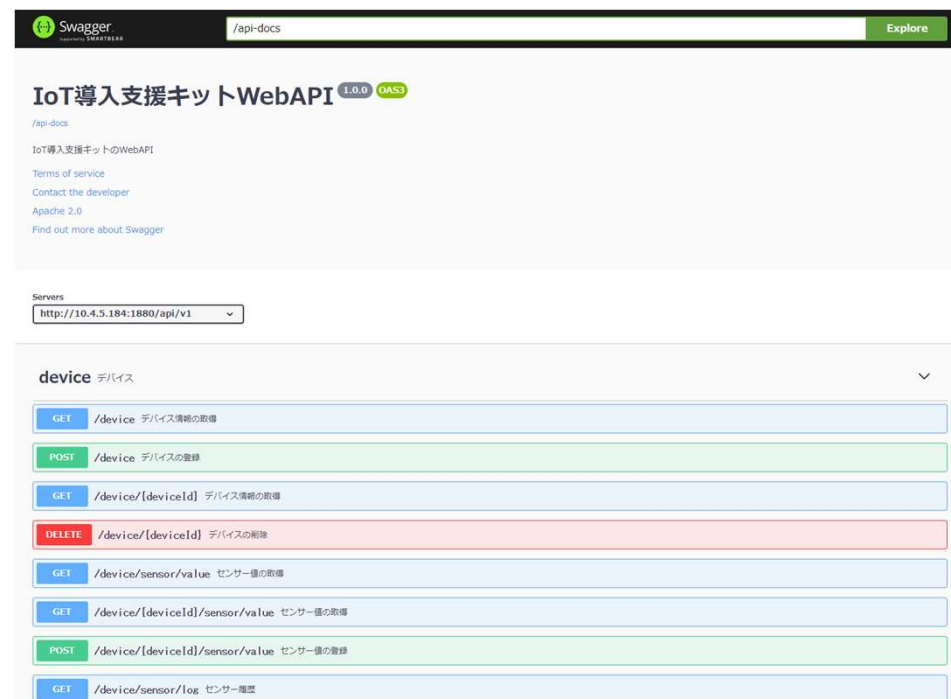 Swagger.
Supported by SMARTBEAR
/api-docs
Explore
IoT導入支援キットWebAPI 1.0.0 OAS3
/api-docs
IoT導入支援キットのWebAPI
Terms of service
Contact the developer
Apache 2.0
Find out more about Swagger
Servers
http://10.4.5.184:1880/api/v1
device デバイス
GET /device デバイス情報の取得
POST /device デバイスの登録
GET /device/{deviceId} デバイス情報の取得
DELETE /device/{deviceId} デバイスの削除
GET /device/sensor/value センサー値の取得
GET /device/{deviceId}/sensor/value センサー値の取得
POST /device/{deviceId}/sensor/value センサー値の登録
GET /device/sensor/log センサー履歴